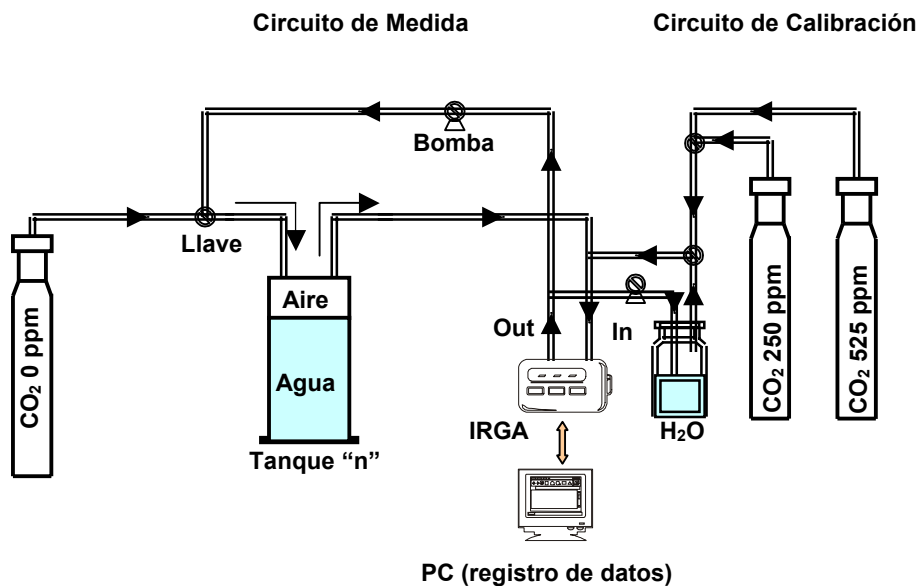 Circuito de Medida
Circuito de Calibración
Bomba
Llave
Aire
Agua
Tanque “n”
CO₂ 0 ppm
Out
In
IRGA
H₂O
CO₂ 250 ppm
CO₂ 525 ppm
PC (registro de datos)